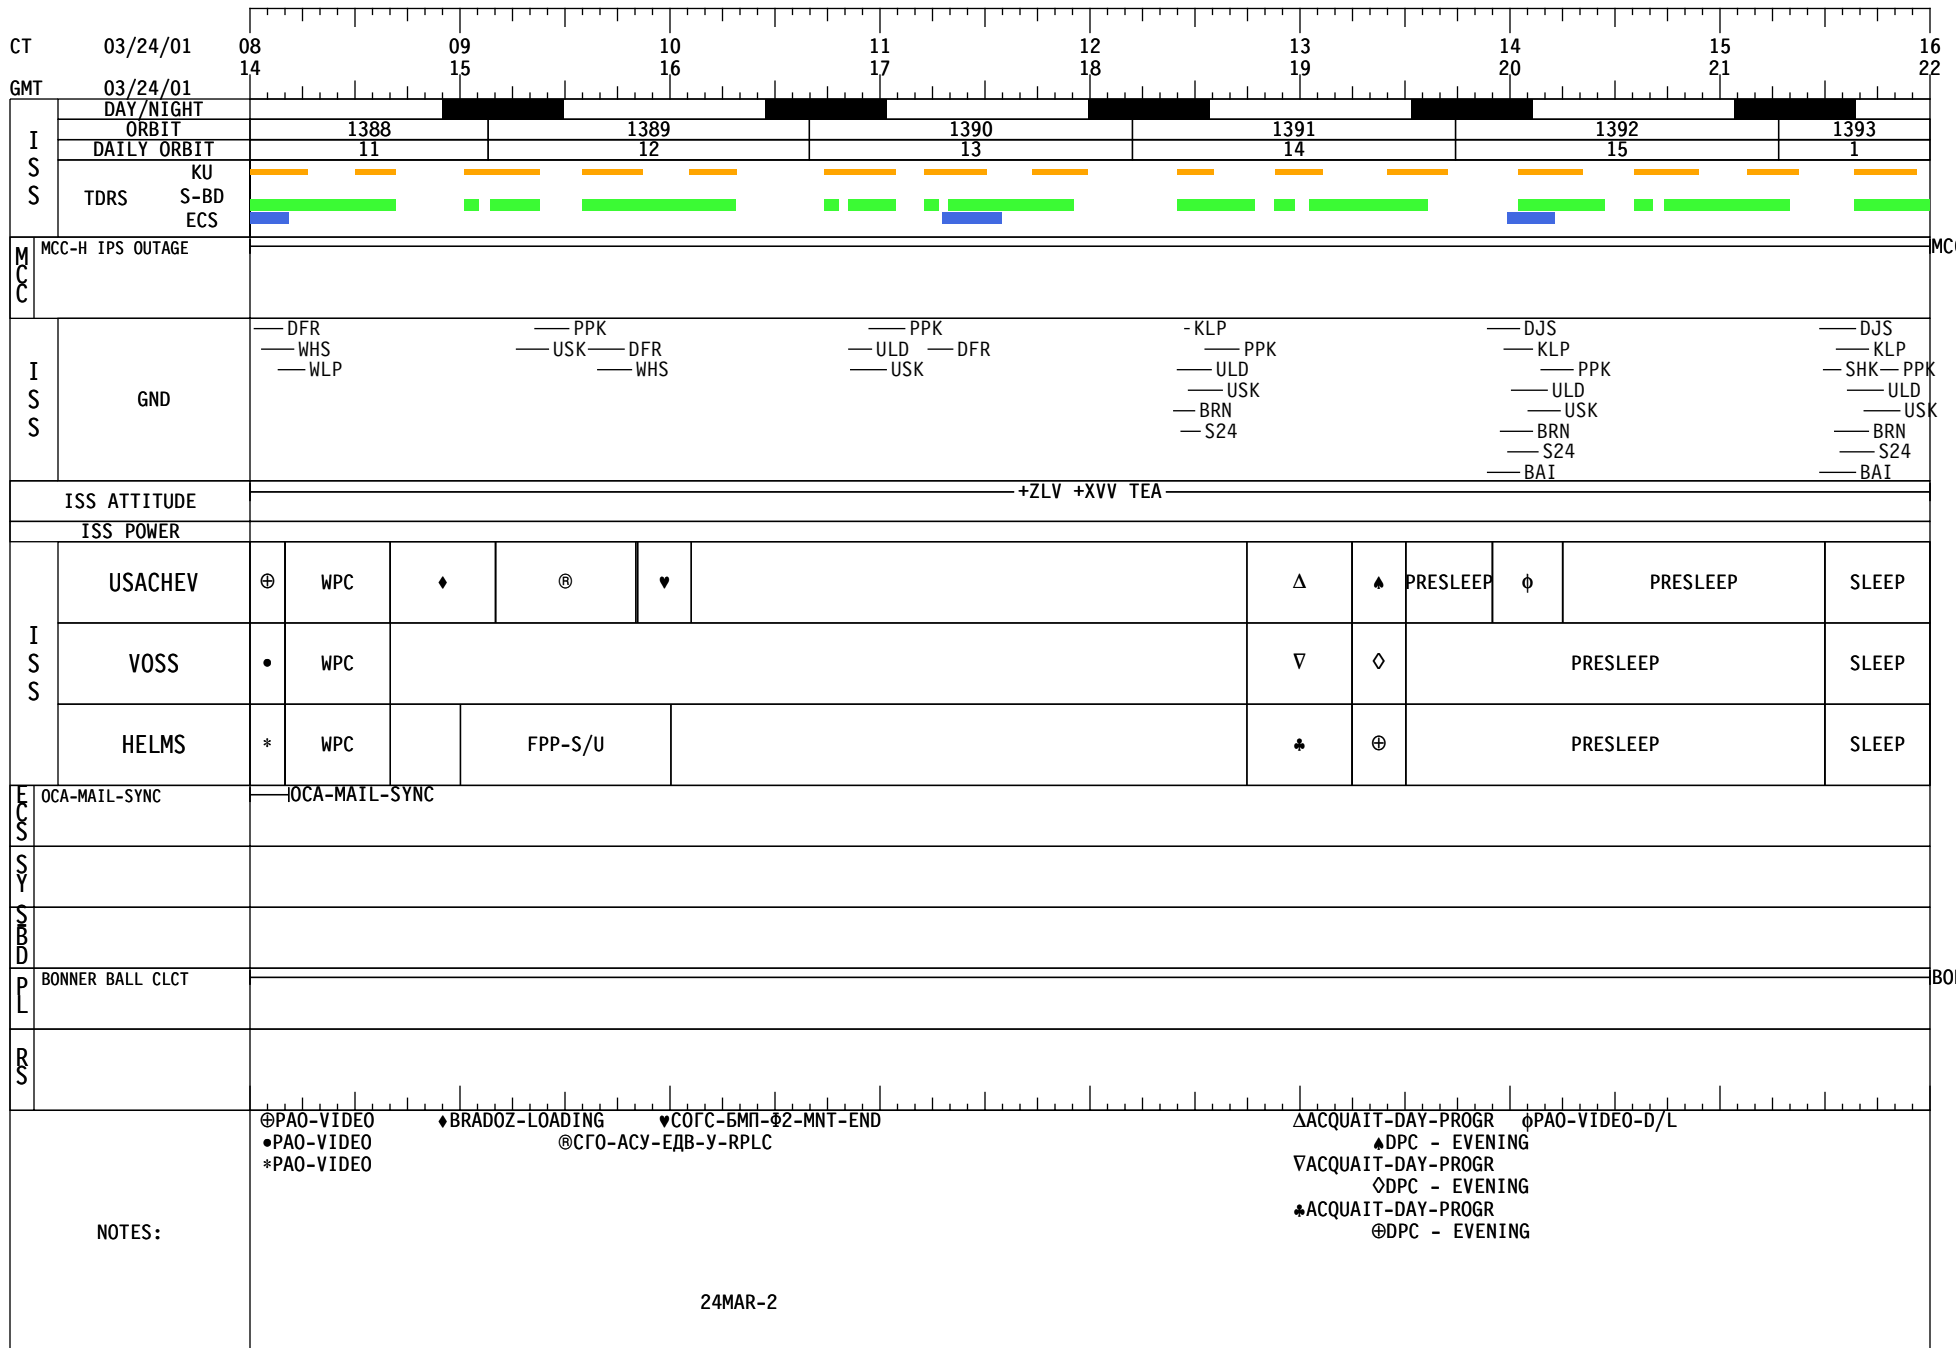 CT 03/24/01 08 09 10 11 12 13 14 15 16
14 15 16 17 18 19 20 21 22
GMT 03/24/01
ISS
DAY/NIGHT
ORBIT 1388 1389 1390 1391 1392 1393
DAILY ORBIT 11 12 13 14 15 1
KU
TDRS S-BD
ECS
MCC
MCC-H IPS OUTAGE MC
ISS
GND
DFR PPK PPK KLP DJS DJS
WHS USK DFR ULD DFR PPK KLP KLP
WLP WHS USK ULD PPK SHK PPK
USK ULD ULD
BRN USK USK
S24 BRN BRN
S24 S24
BAI BAI
ISS ATTITUDE +ZLV +XVV TEA
ISS POWER
ISS
USACHEV ⊕ WPC ♦ ® ♥ Δ ♠ PRESLEEP ϕ PRESLEEP SLEEP
VOSS • WPC ∇ ◊ PRESLEEP SLEEP
HELMS * WPC FPP-S/U ♣ ⊕ PRESLEEP SLEEP
ECS
OCA-MAIL-SYNC OCA-MAIL-SYNC
SY
S-BD
PL
BONNER BALL CLCT BO
RS
⊕PAO-VIDEO ♦BRADOZ-LOADING ♥СОГС-БМП-Ф2-MNT-END ΔACQUAIT-DAY-PROGR ϕPAO-VIDEO-D/L
•PAO-VIDEO ®СГО-АСУ-ЕДВ-У-RPLC ♠DPC - EVENING
*PAO-VIDEO ∇ACQUAIT-DAY-PROGR
◊DPC - EVENING
♣ACQUAIT-DAY-PROGR
NOTES: ⊕DPC - EVENING
24MAR-2